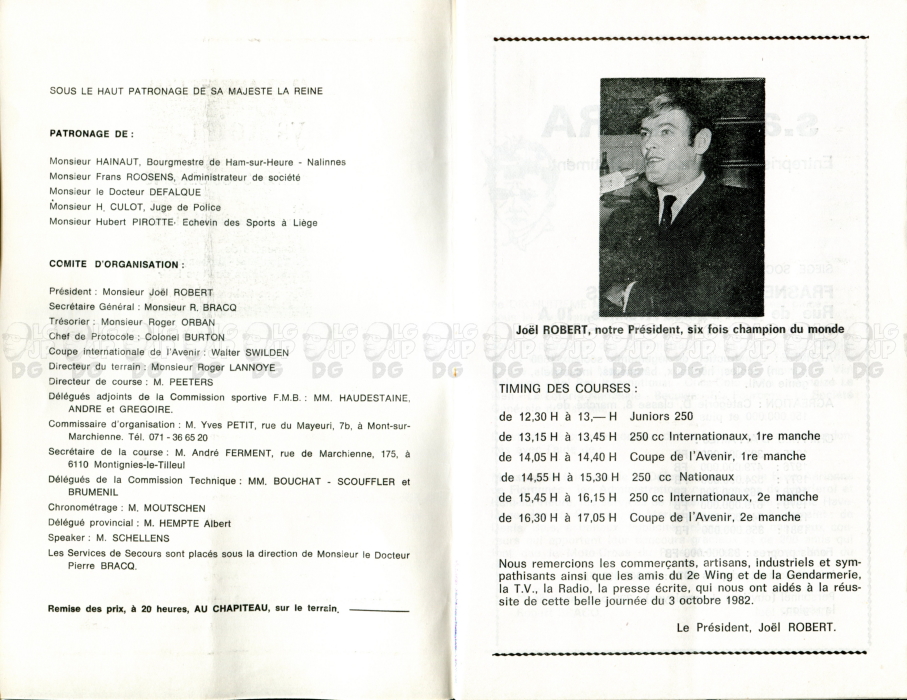 SOUS LE HAUT PATRONAGE DE SA MAJESTE LA REINE
PATRONAGE DE :
Monsieur HAINAUT, Bourgmestre de Ham-sur-Heure - Nalinnes
Monsieur Frans ROOSENS, Administrateur de société
Monsieur le Docteur DEFALQUE
Monsieur H. CULOT, Juge de Police
Monsieur Hubert PIROTTE- Echevin des Sports à Liège
COMITE D'ORGANISATION :
Président : Monsieur Joël ROBERT
Secrétaire Général : Monsieur R. BRACQ
Trésorier : Monsieur Roger ORBAN
Chef de Protocole : Colonel BURTON
Coupe internationale de l'Avenir : Walter SWILDEN
Directeur du terrain : Monsieur Roger LANNOYE
Directeur de course : M. PEETERS
Délégués adjoints de la Commission sportive F.M.B. : MM. HAUDESTAINE,
ANDRE et GREGOIRE.
Commissaire d'organisation : M. Yves PETIT, rue du Mayeuri, 7b, à Mont-sur-
Marchienne. Tél. 071 - 36 65 20
Secrétaire de la course : M. André FERMENT, rue de Marchienne, 175, à
6110 Montignies-le-Tilleul
Délégués de la Commission Technique : MM. BOUCHAT - SCOUFFLER et
BRUMENIL
Chronométrage : M. MOUTSCHEN
Délégué provincial : M. HEMPTE Albert
Speaker : M. SCHELLENS
Les Services de Secours sont placés sous la direction de Monsieur le Docteur
Pierre BRACQ.
Remise des prix, à 20 heures, AU CHAPITEAU, sur le terrain.
Joël ROBERT, notre Président, six fois champion du monde
TIMING DES COURSES :
de 12,30 H à 13,— H Juniors 250
de 13,15 H à 13,45 H 250 cc Internationaux, 1re manche
de 14,05 H à 14,40 H Coupe de l'Avenir, 1re manche
de 14,55 H à 15,30 H 250 cc Nationaux
de 15,45 H à 16,15 H 250 cc Internationaux, 2e manche
de 16,30 H à 17,05 H Coupe de l'Avenir, 2e manche
Nous remercions les commerçants, artisans, industriels et sym-
pathisants ainsi que les amis du 2e Wing et de la Gendarmerie,
la T.V., la Radio, la presse écrite, qui nous ont aidés à la réus-
site de cette belle journée du 3 octobre 1982.
Le Président, Joël ROBERT.